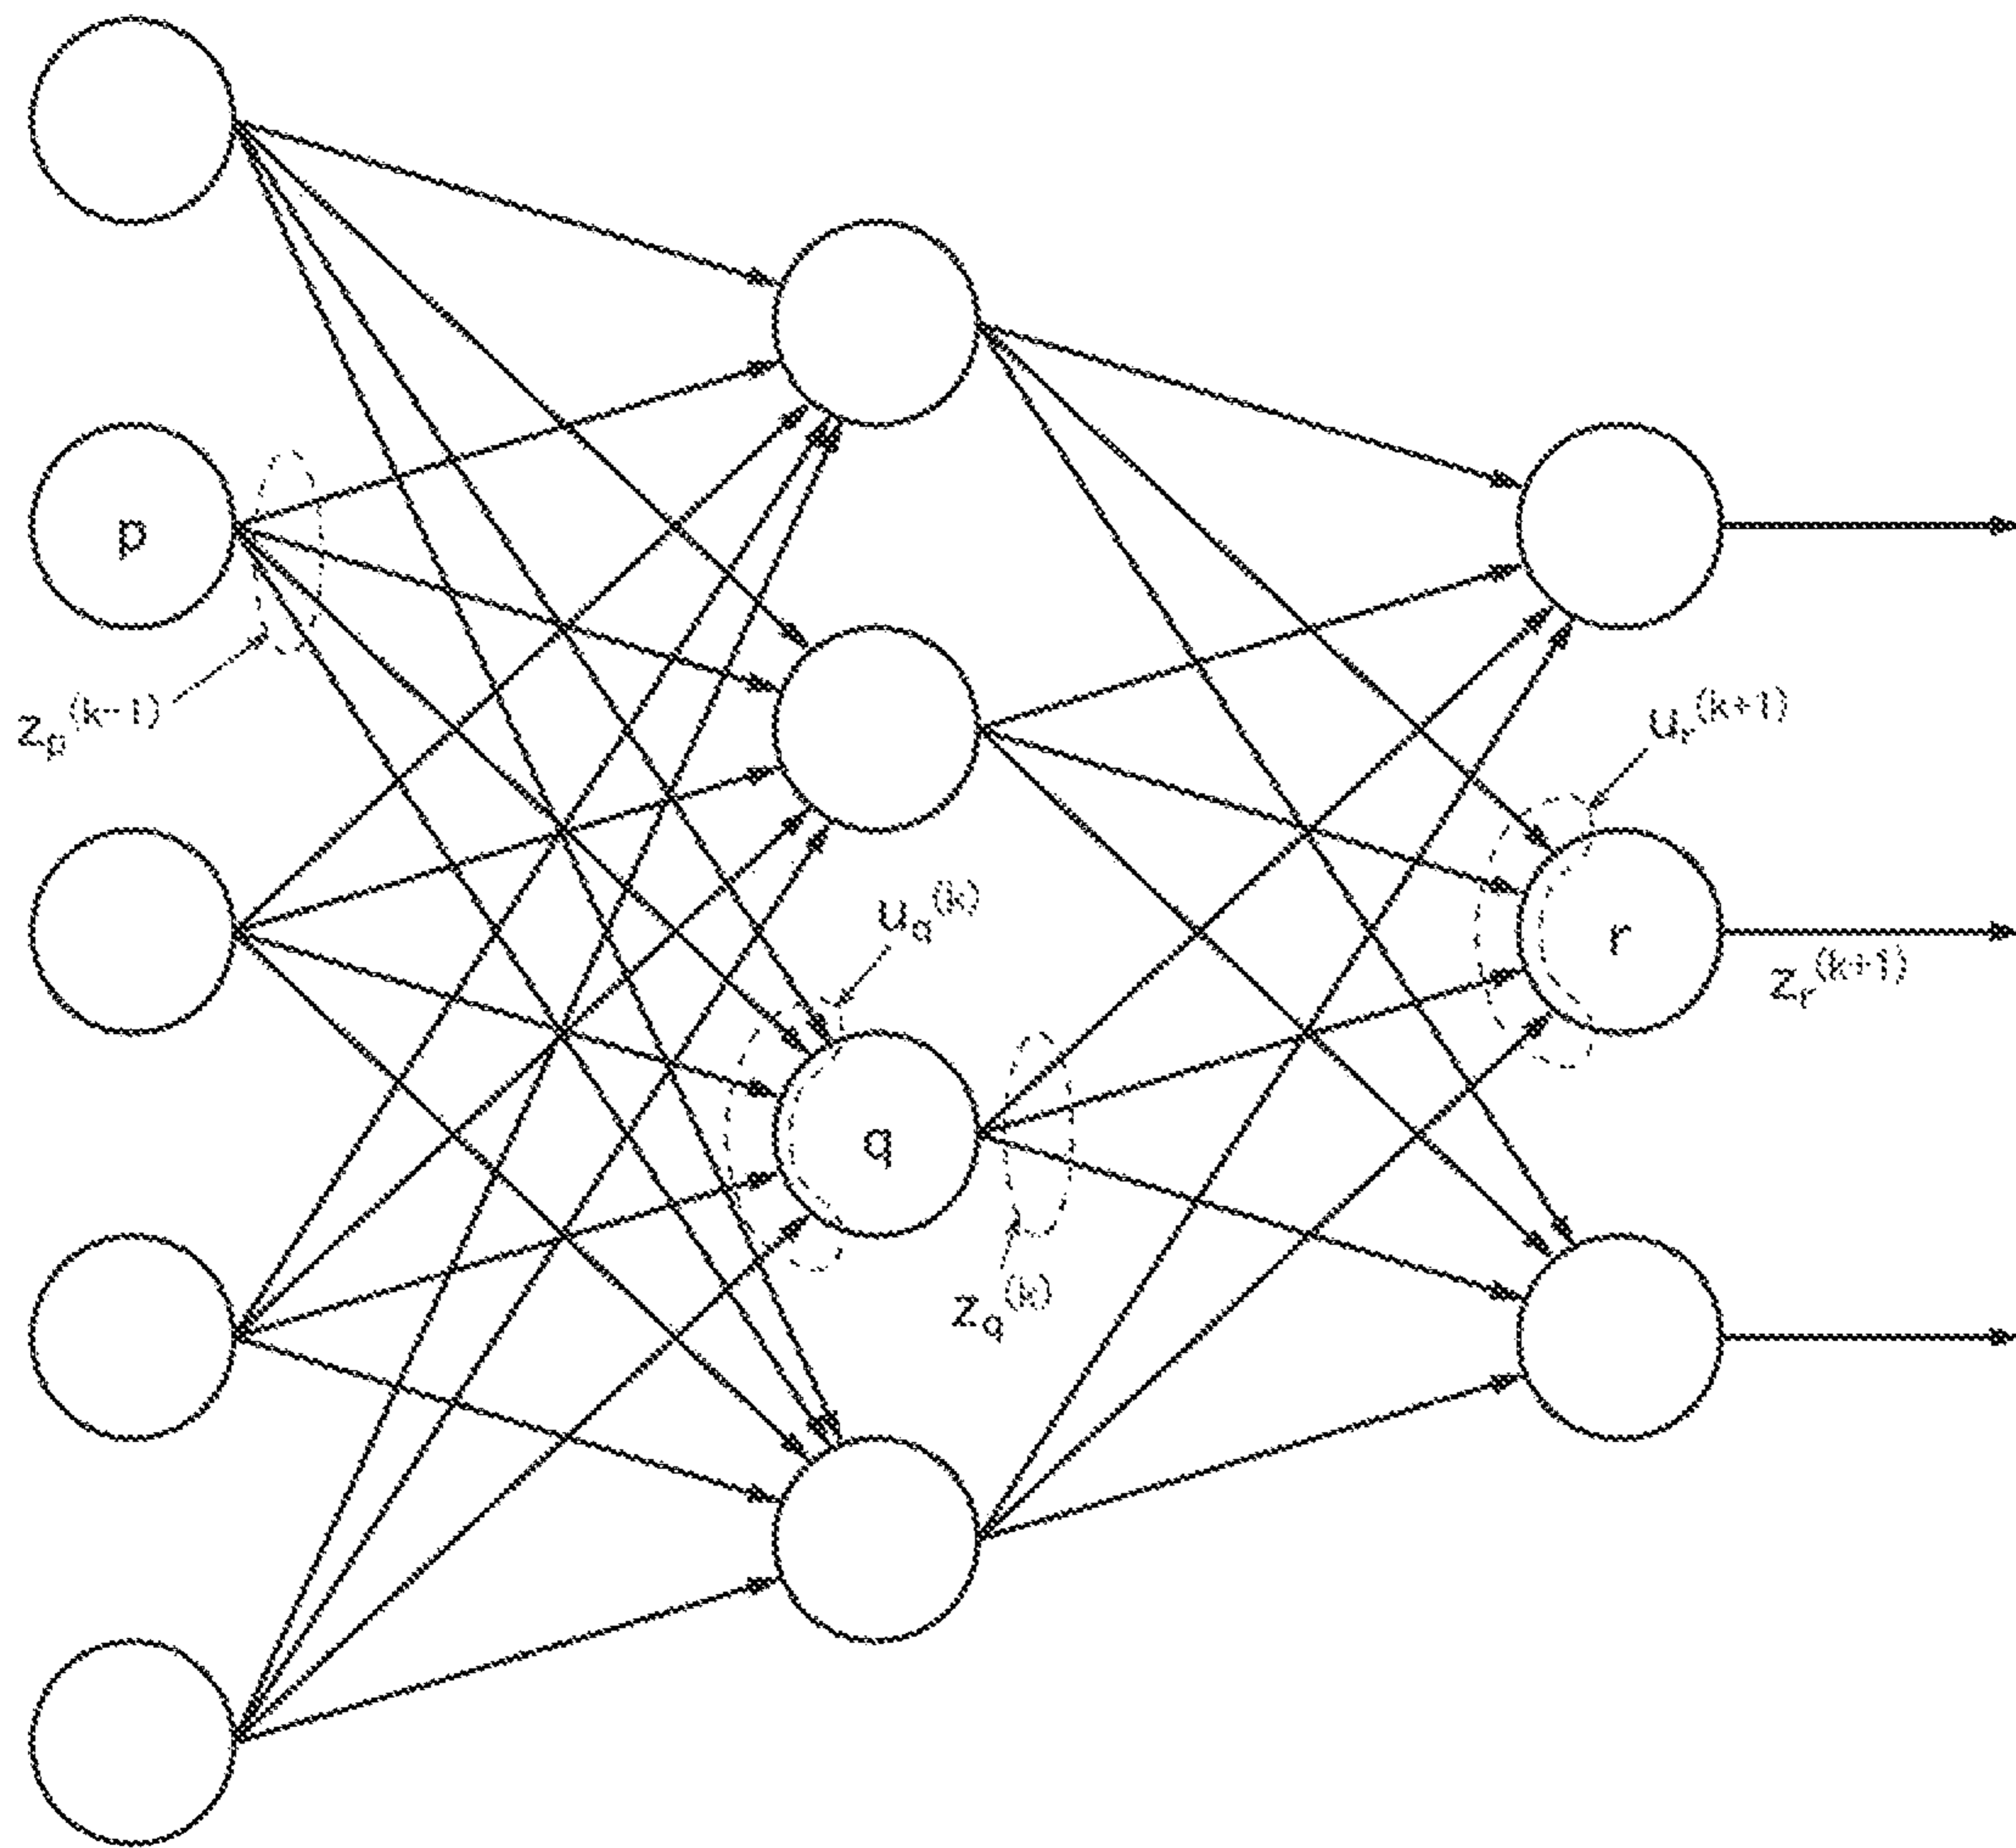 p
z_p^(k-1)
u_q^(k)
q
z_q^(k)
u_r^(k+1)
r
z_r^(k+1)